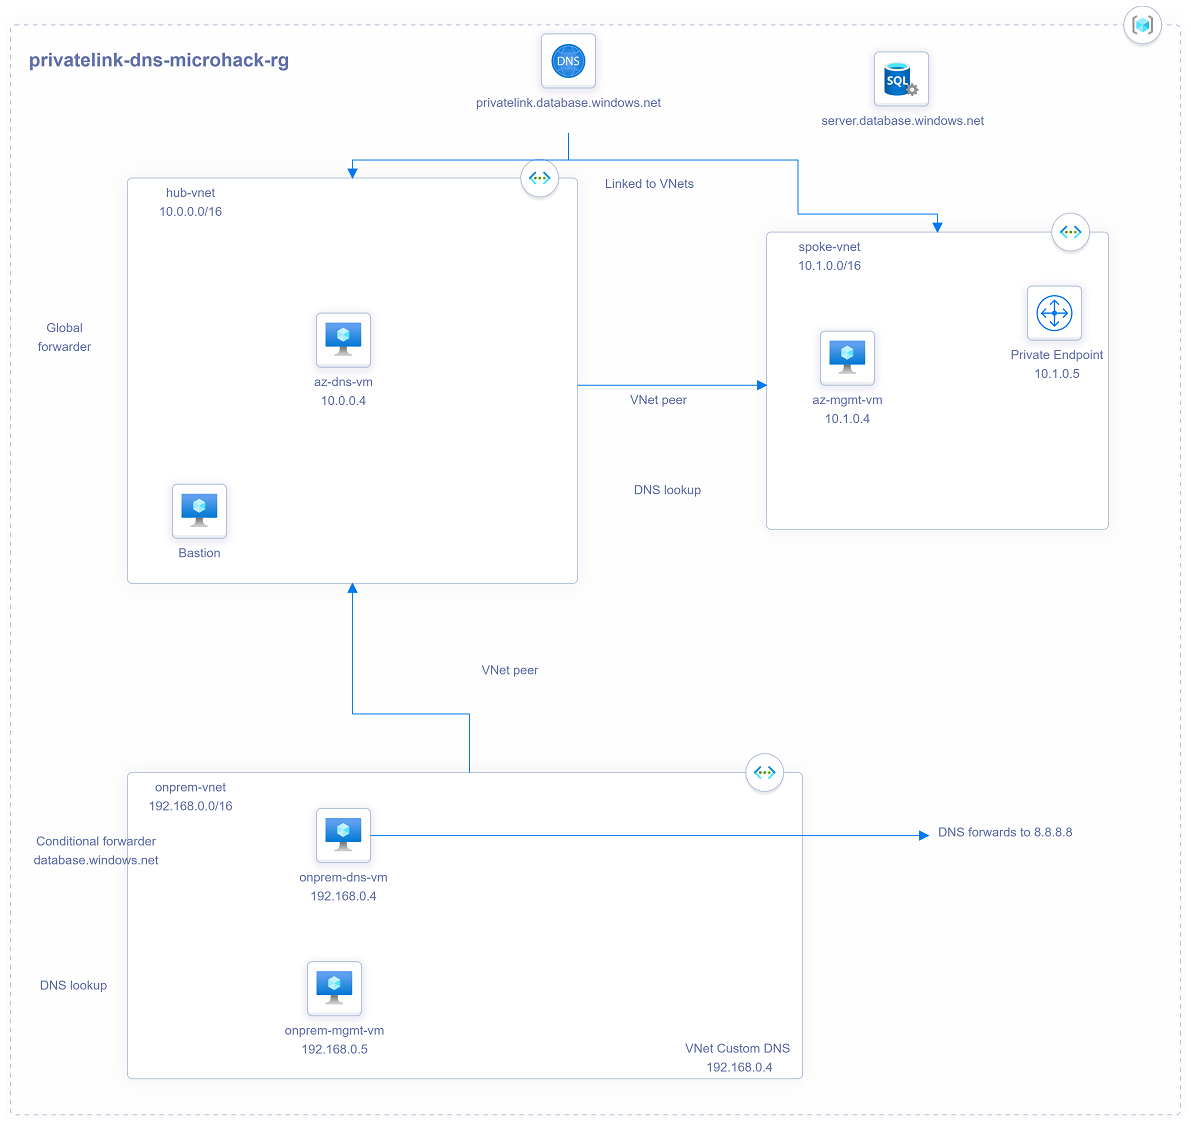 privatelink-dns-microhack-rg
DNS
privatelink.database.windows.net
SQL
server.database.windows.net
hub-vnet
10.0.0.0/16
Linked to VNets
spoke-vnet
10.1.0.0/16
Global
forwarder
az-dns-vm
10.0.0.4
VNet peer
az-mgmt-vm
10.1.0.4
Private Endpoint
10.1.0.5
DNS lookup
Bastion
VNet peer
onprem-vnet
192.168.0.0/16
Conditional forwarder
database.windows.net
onprem-dns-vm
192.168.0.4
DNS forwards to 8.8.8.8
DNS lookup
onprem-mgmt-vm
192.168.0.5
VNet Custom DNS
192.168.0.4